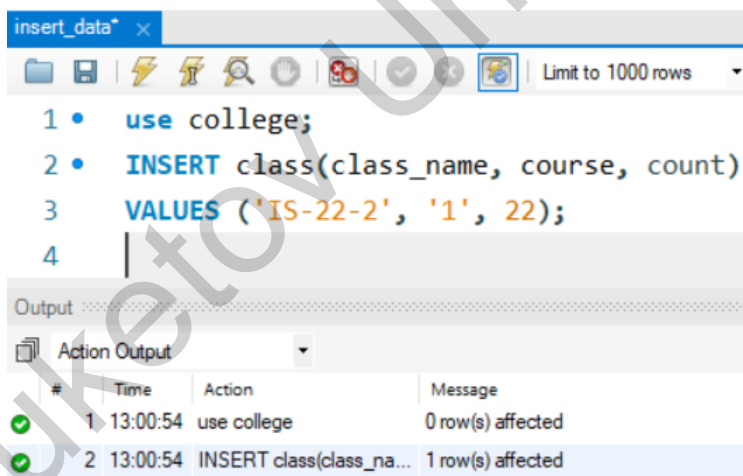 insert_data*
Limit to 1000 rows
1 use college;
2 INSERT class(class_name, course, count)
3 VALUES ('IS-22-2', '1', 22);
4
Output
Action Output
# Time Action Message
1 13:00:54 use college 0 row(s) affected
2 13:00:54 INSERT class(class_na... 1 row(s) affected